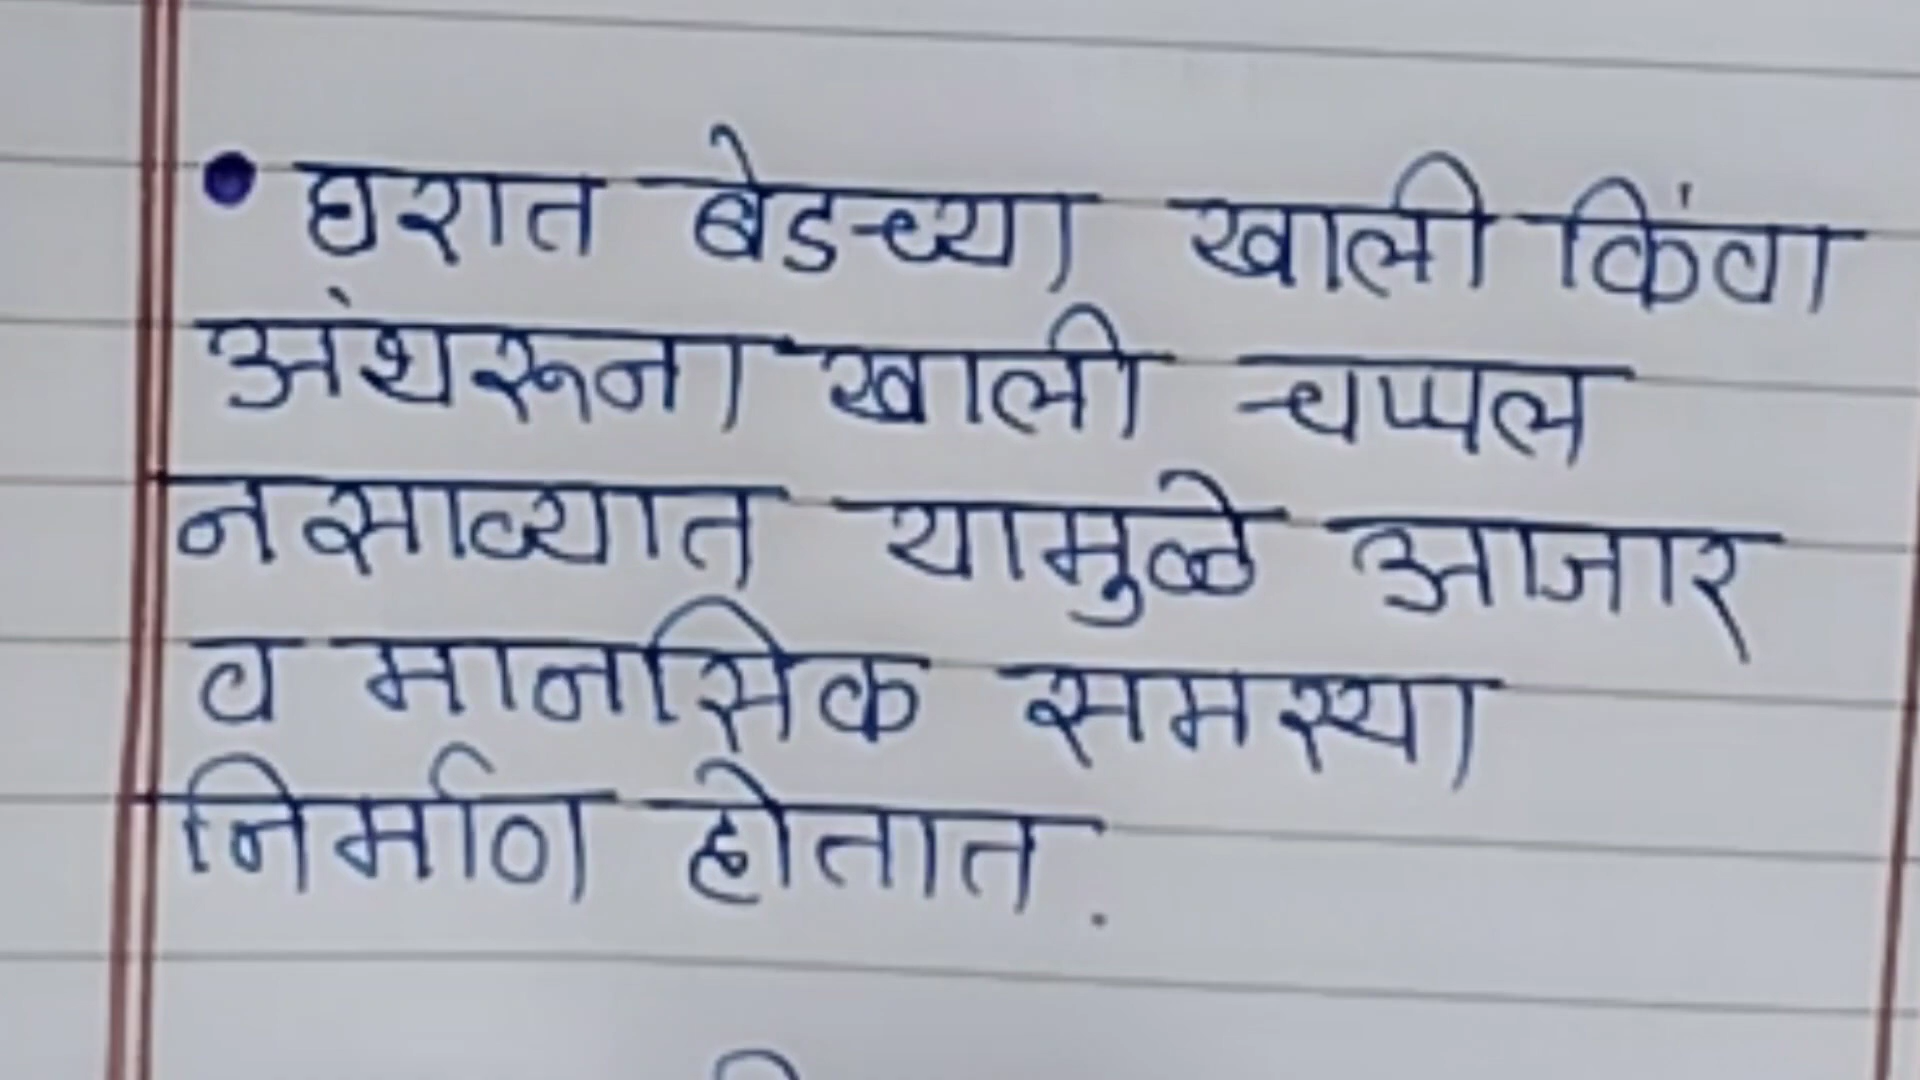 • घरात बेडच्या खाली किंवा
अंथरूना खाली चप्पल
नसाव्यात यामुळे आजार
व मानसिक समस्या
निर्माण होतात.